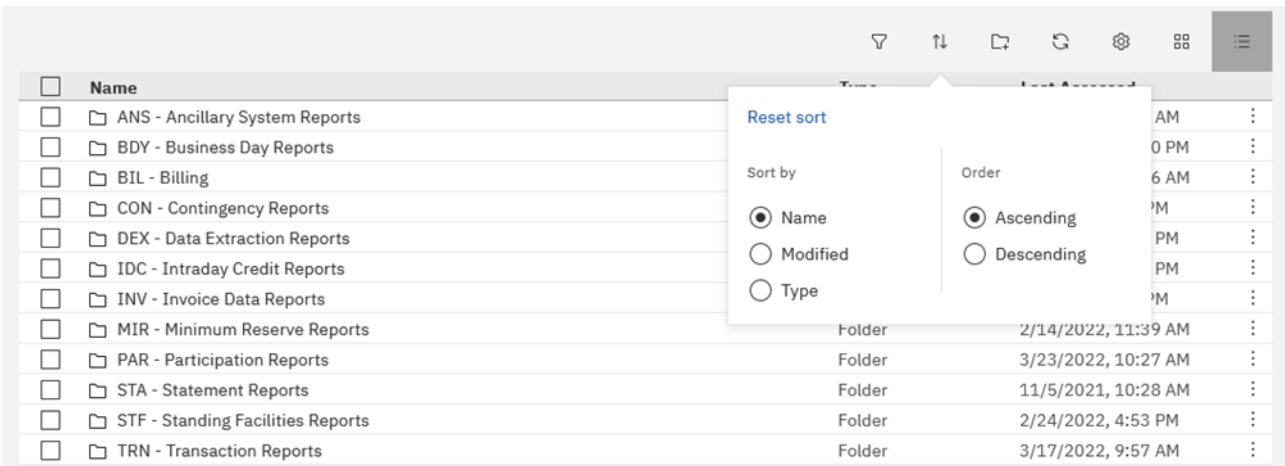 Name
ANS - Ancillary System Reports AM
BDY - Business Day Reports 0 PM
BIL - Billing 6 AM
CON - Contingency Reports PM
DEX - Data Extraction Reports PM
IDC - Intraday Credit Reports PM
INV - Invoice Data Reports PM
Reset sort
Sort by Order
Name Ascending
Modified Descending
Type
MIR - Minimum Reserve Reports Folder 2/14/2022, 11:39 AM
PAR - Participation Reports Folder 3/23/2022, 10:27 AM
STA - Statement Reports Folder 11/5/2021, 10:28 AM
STF - Standing Facilities Reports Folder 2/24/2022, 4:53 PM
TRN - Transaction Reports Folder 3/17/2022, 9:57 AM